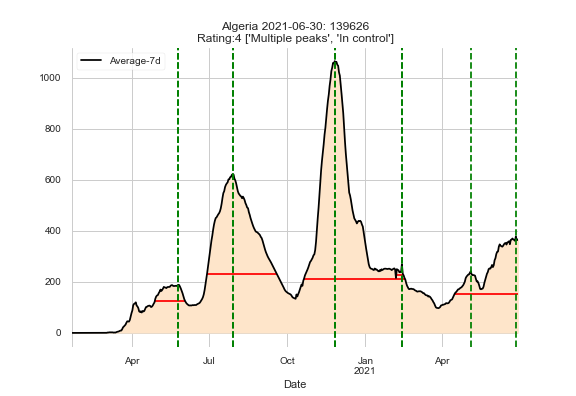 Algeria 2021-06-30: 139626
Rating:4 ['Multiple peaks', 'In control']
Average-7d
1000
800
600
400
200
0
Apr Jul Oct Jan Apr
2021
Date